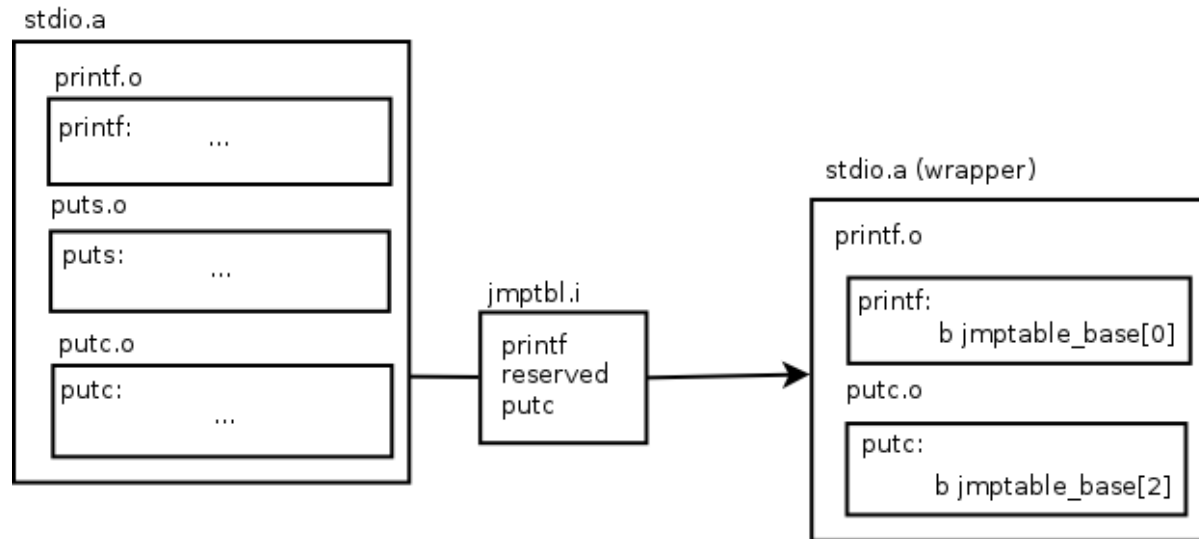 stdio.a
printf.o
printf:
...
puts.o
puts:
...
putc.o
putc:
...
jmptbl.i
printf
reserved
putc
stdio.a (wrapper)
printf.o
printf:
b jmptable_base[0]
putc.o
putc:
b jmptable_base[2]